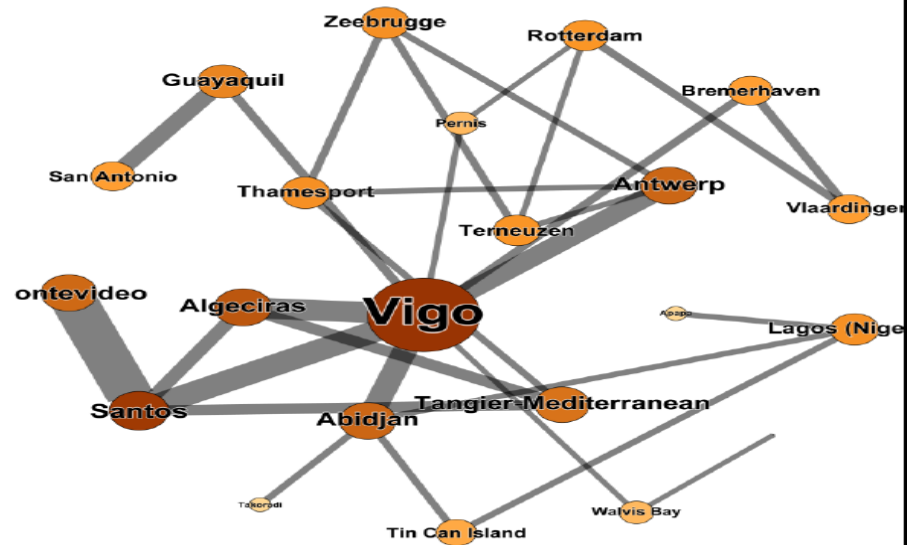 Zeebrugge
Rotterdam
Guayaquil
Bremerhaven
Pernis
San Antonio
Thamesport
Antwerp
Vlaardingen
Terneuzen
ontevideo
Algeciras
Vigo
Apapa
Lagos (Nige
Santos
Abidjan
Tangier-Mediterranean
Takoradi
Tin Can Island
Walvis Bay